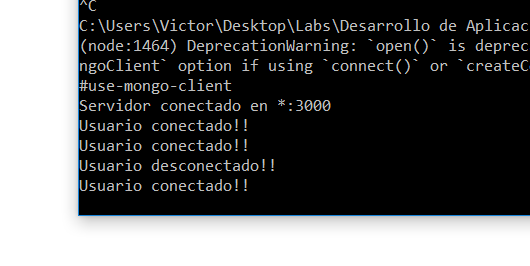 ^C
C:\Users\Victor\Desktop\Labs\Desarrollo de Aplicac
(node:1464) DeprecationWarning: `open()` is deprec
ngoClient` option if using `connect()` or `createC
#use-mongo-client
Servidor conectado en *:3000
Usuario conectado!!
Usuario conectado!!
Usuario desconectado!!
Usuario conectado!!